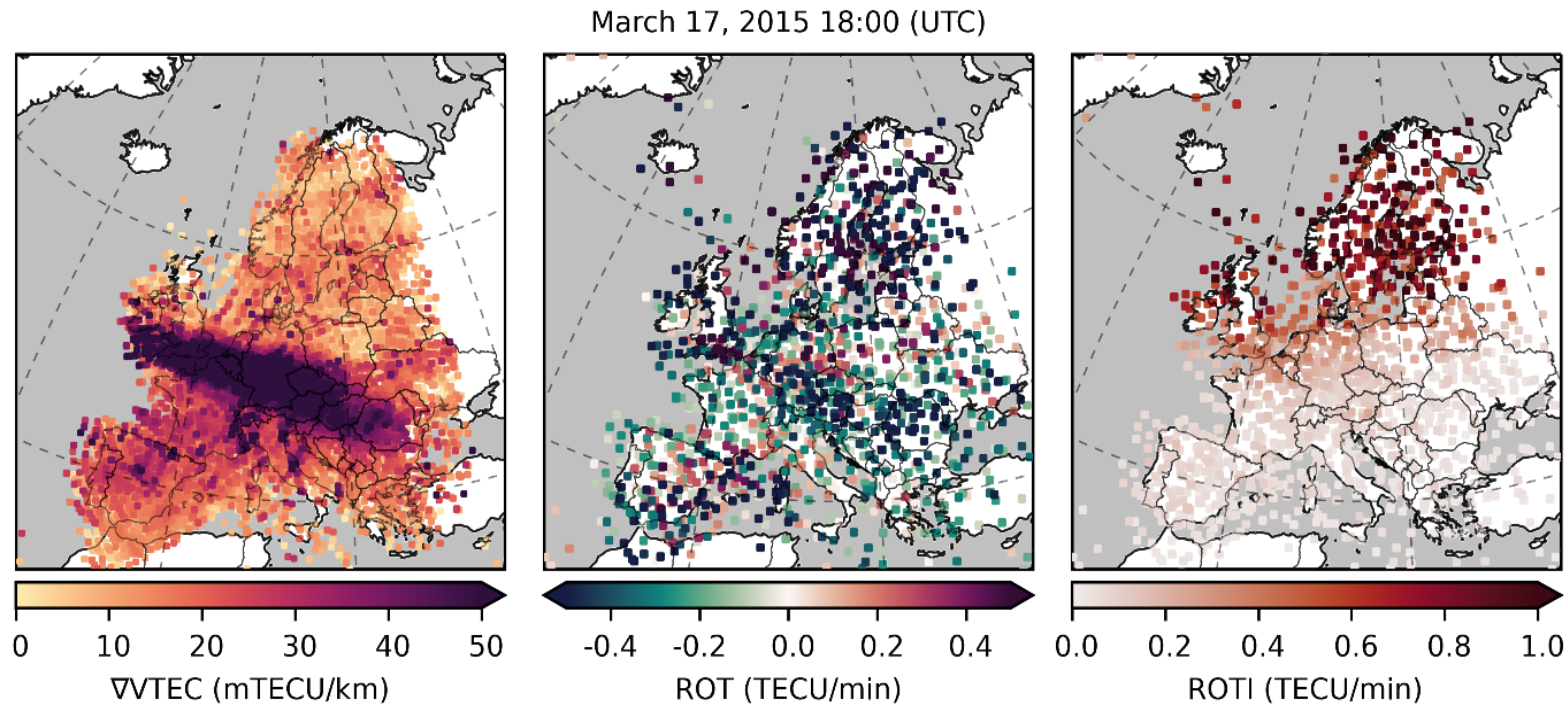 March 17, 2015 18:00 (UTC)
0 10 20 30 40 50
∇VTEC (mTECU/km)
-0.4 -0.2 0.0 0.2 0.4
ROT (TECU/min)
0.0 0.2 0.4 0.6 0.8 1.0
ROTI (TECU/min)